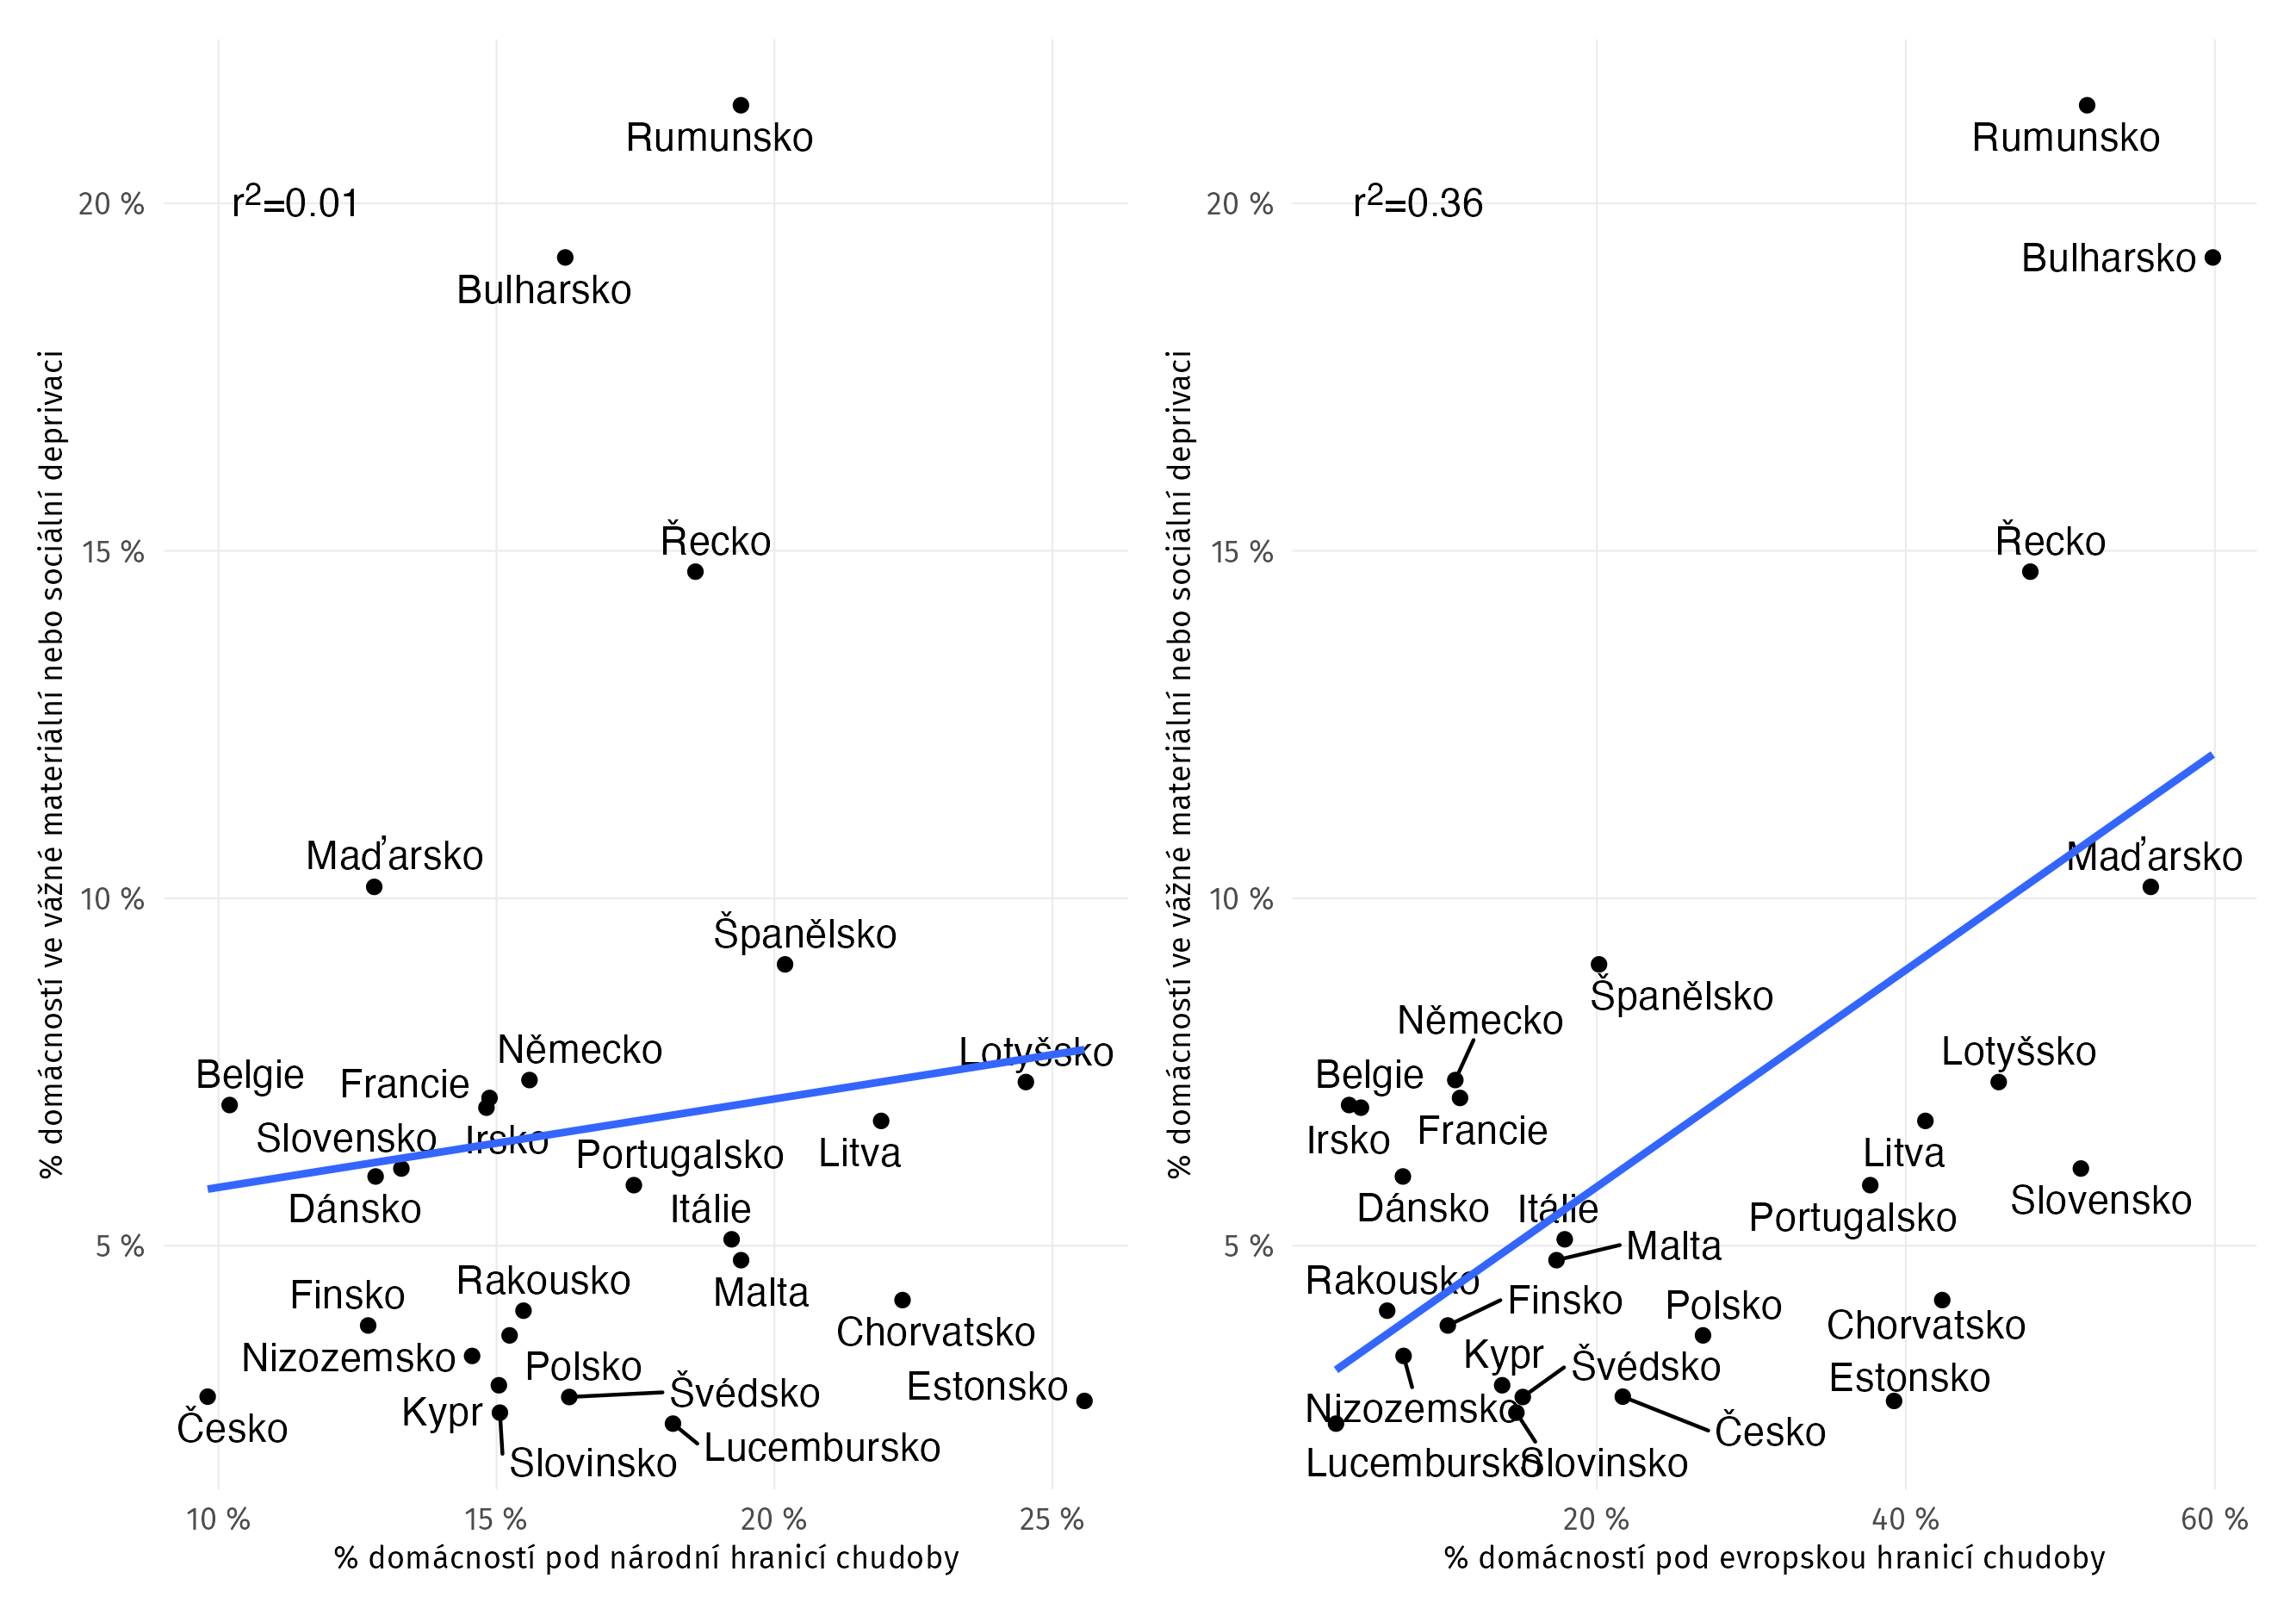 % domácností ve vážné materiální nebo sociální deprivaci
20 %
15 %
10 %
5 %
r²=0.01
Rumunsko
Bulharsko
Řecko
Maďarsko
Španělsko
Německo
Lotyšsko
Belgie
Francie
Slovensko
Irsko
Portugalsko
Litva
Dánsko
Itálie
Malta
Rakousko
Finsko
Chorvatsko
Nizozemsko
Polsko
Švédsko
Estonsko
Kypr
Česko
Lucembursko
Slovinsko
10 %
15 %
20 %
25 %
% domácností pod národní hranicí chudoby
% domácností ve vážné materiální nebo sociální deprivaci
20 %
15 %
10 %
5 %
r²=0.36
Rumunsko
Bulharsko
Řecko
Maďarsko
Španělsko
Německo
Lotyšsko
Belgie
Francie
Irsko
Litva
Slovensko
Dánsko
Itálie
Portugalsko
Malta
Rakousko
Finsko
Polsko
Chorvatsko
Kypr
Švédsko
Estonsko
Nizozemsko
Česko
Lucembursko
Slovinsko
20 %
40 %
60 %
% domácností pod evropskou hranicí chudoby